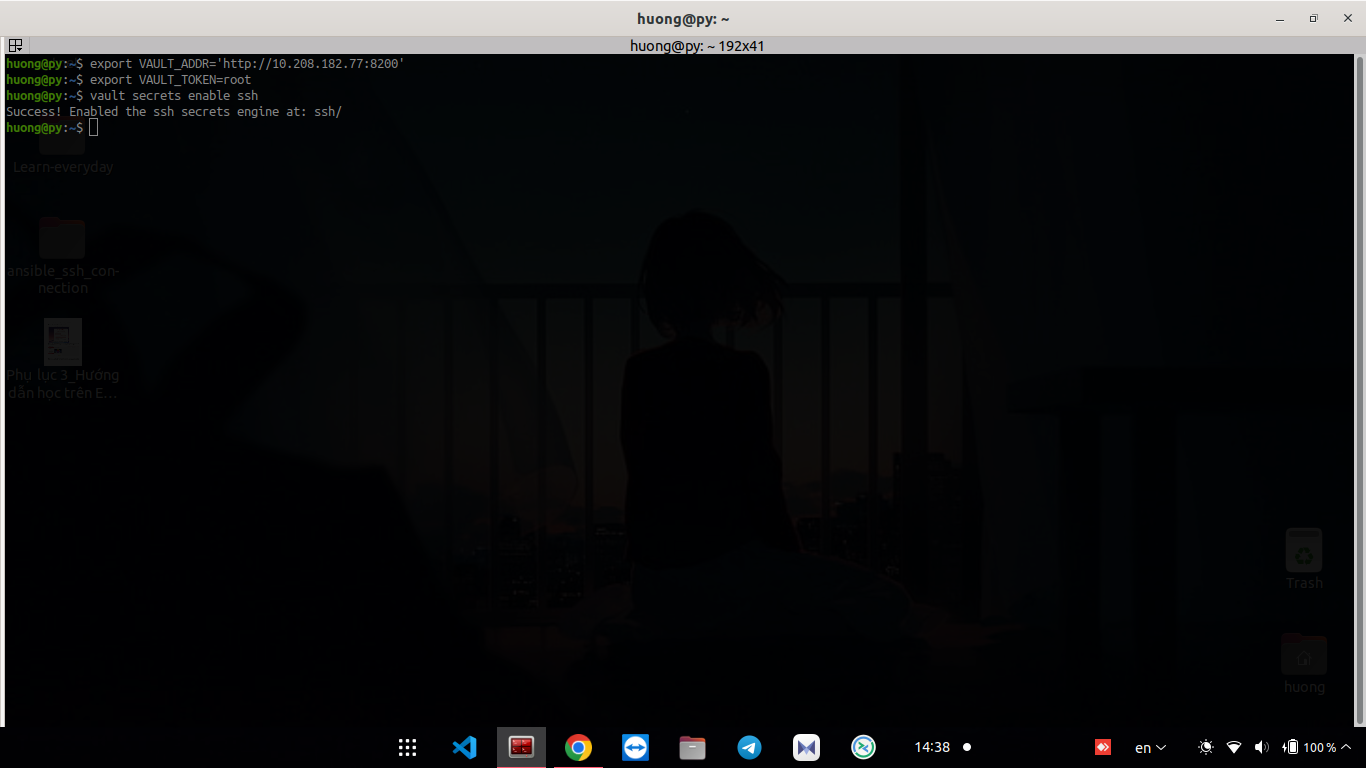 huong@py: ~
huong@py: ~ 192x41
huong@py:~$ export VAULT_ADDR='http://10.208.182.77:8200'
huong@py:~$ export VAULT_TOKEN=root
huong@py:~$ vault secrets enable ssh
Success! Enabled the ssh secrets engine at: ssh/
huong@py:~$
Learn-everyday
ansible_ssh_con-
nection
Phụ lục 3_Hướng
dẫn học trên E...
Trash
huong
14:38
en
100 %